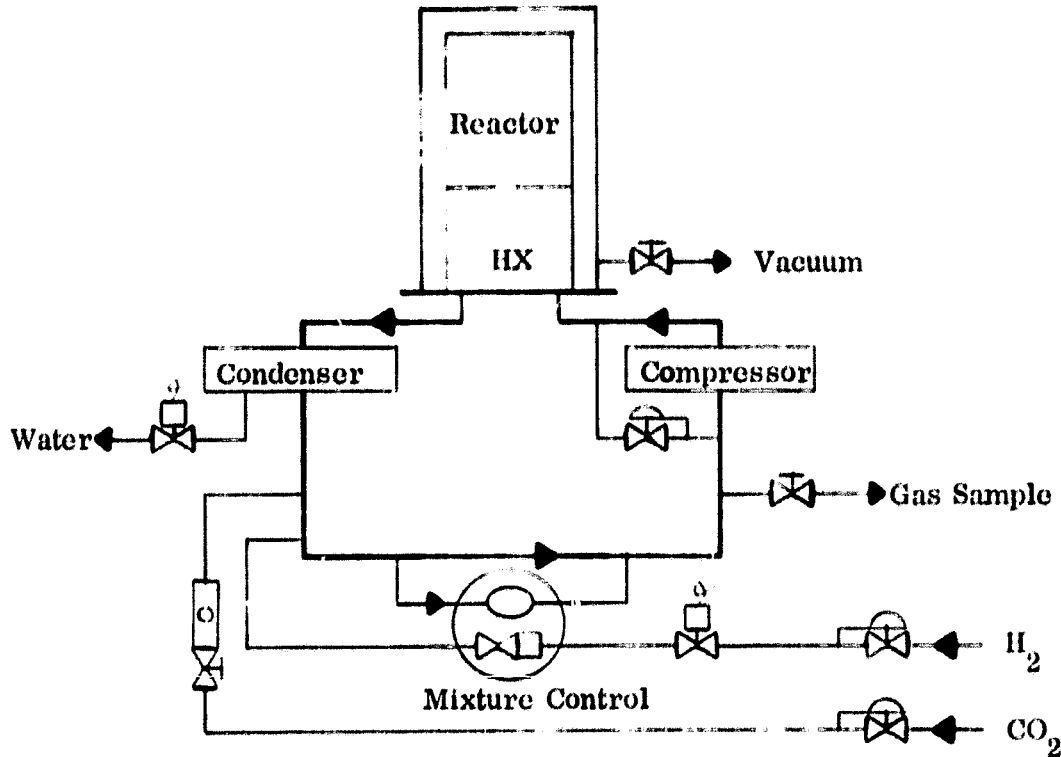 Reactor
HX
Vacuum
Condenser
Compressor
Water
Gas Sample
H2
Mixture Control
CO2